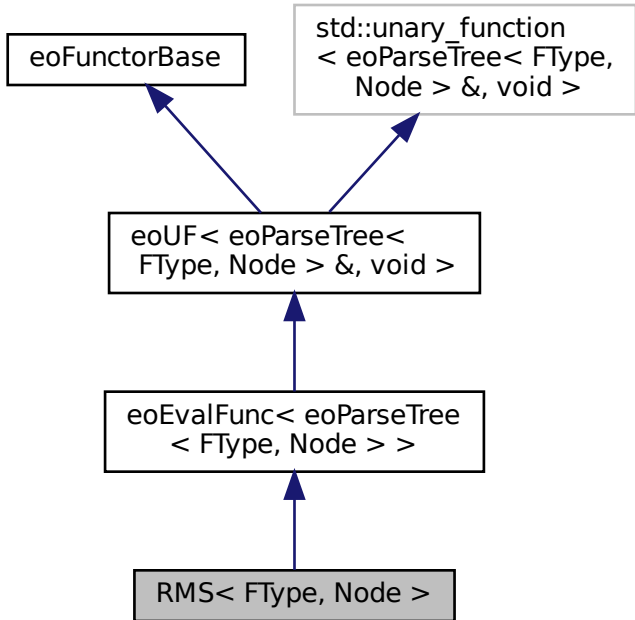 eoFunctorBase
std::unary_function
< eoParseTree< FType,
Node > &, void >
eoUF< eoParseTree<
FType, Node > &, void >
eoEvalFunc< eoParseTree
< FType, Node > >
RMS< FType, Node >